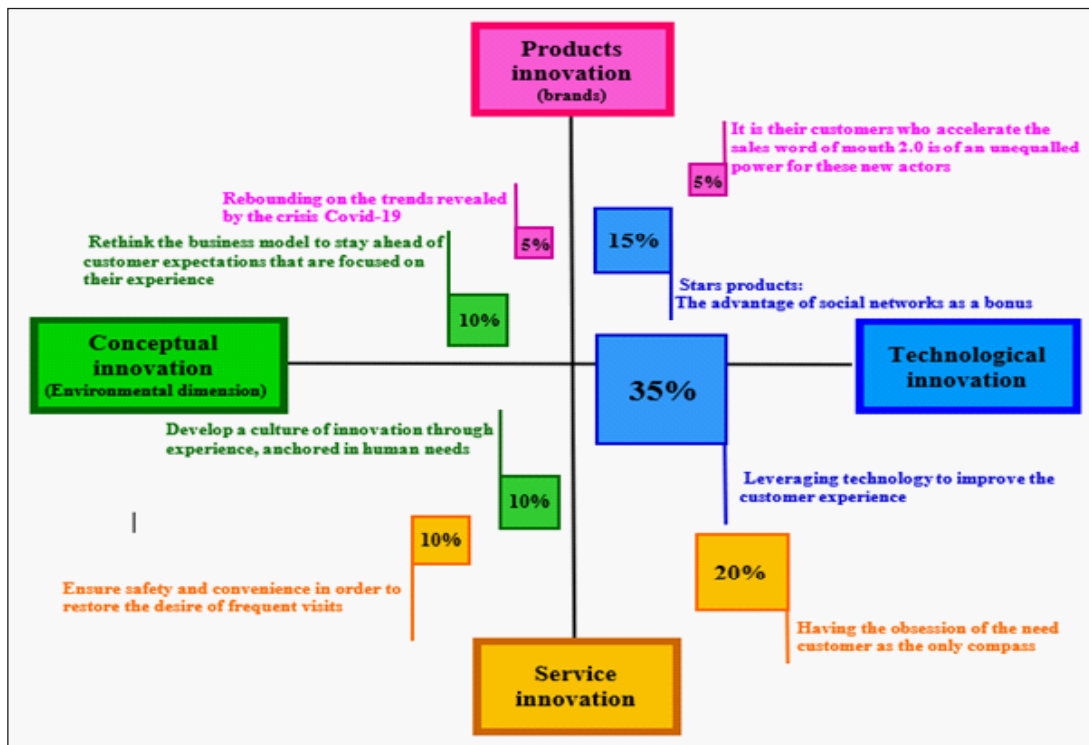 Products
innovation
(brands)
It is their customers who accelerate the
sales word of mouth 2.0 is of an unequalled
power for these new actors
5%
Rebounding on the trends revealed
by the crisis Covid-19
5%
15%
Rethink the business model to stay ahead of
customer expectations that are focused on
their experience
10%
Stars products:
The advantage of social networks as a bonus
Conceptual
innovation
(Environmental dimension)
35%
Technological
innovation
Develop a culture of innovation through
experience, anchored in human needs
10%
Leveraging technology to improve the
customer experience
10%
20%
Ensure safety and convenience in order to
restore the desire of frequent visits
Having the obsession of the need
customer as the only compass
Service
innovation